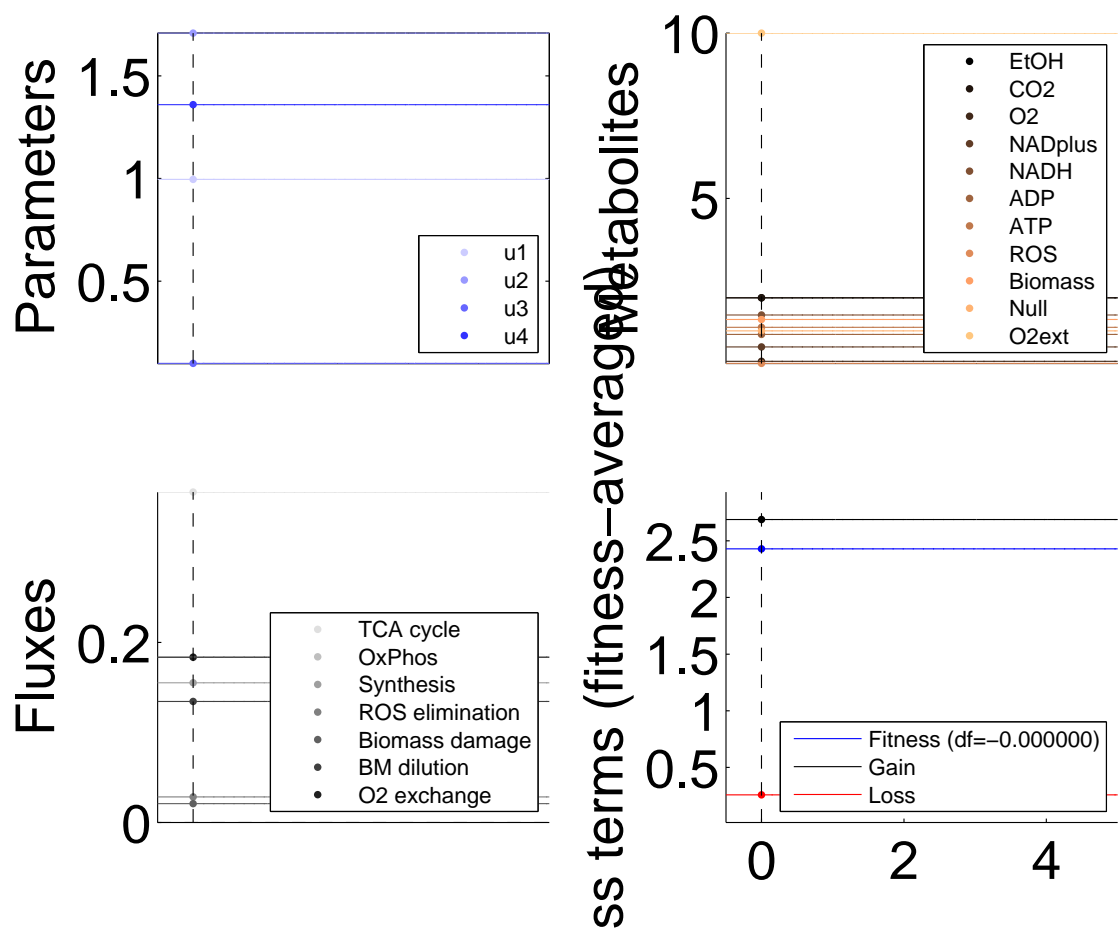 Parameters
1.5
1
0.5
u1
u2
u3
u4
Metabolites
10
5
EtOH
CO2
O2
NADplus
NADH
ADP
ATP
ROS
Biomass
Null
O2ext
Fluxes
0.2
0
TCA cycle
OxPhos
Synthesis
ROS elimination
Biomass damage
BM dilution
O2 exchange
ss terms (fitness−averaged)
2.5
2
1.5
1
0.5
Fitness (df=−0.000000)
Gain
Loss
0 2 4